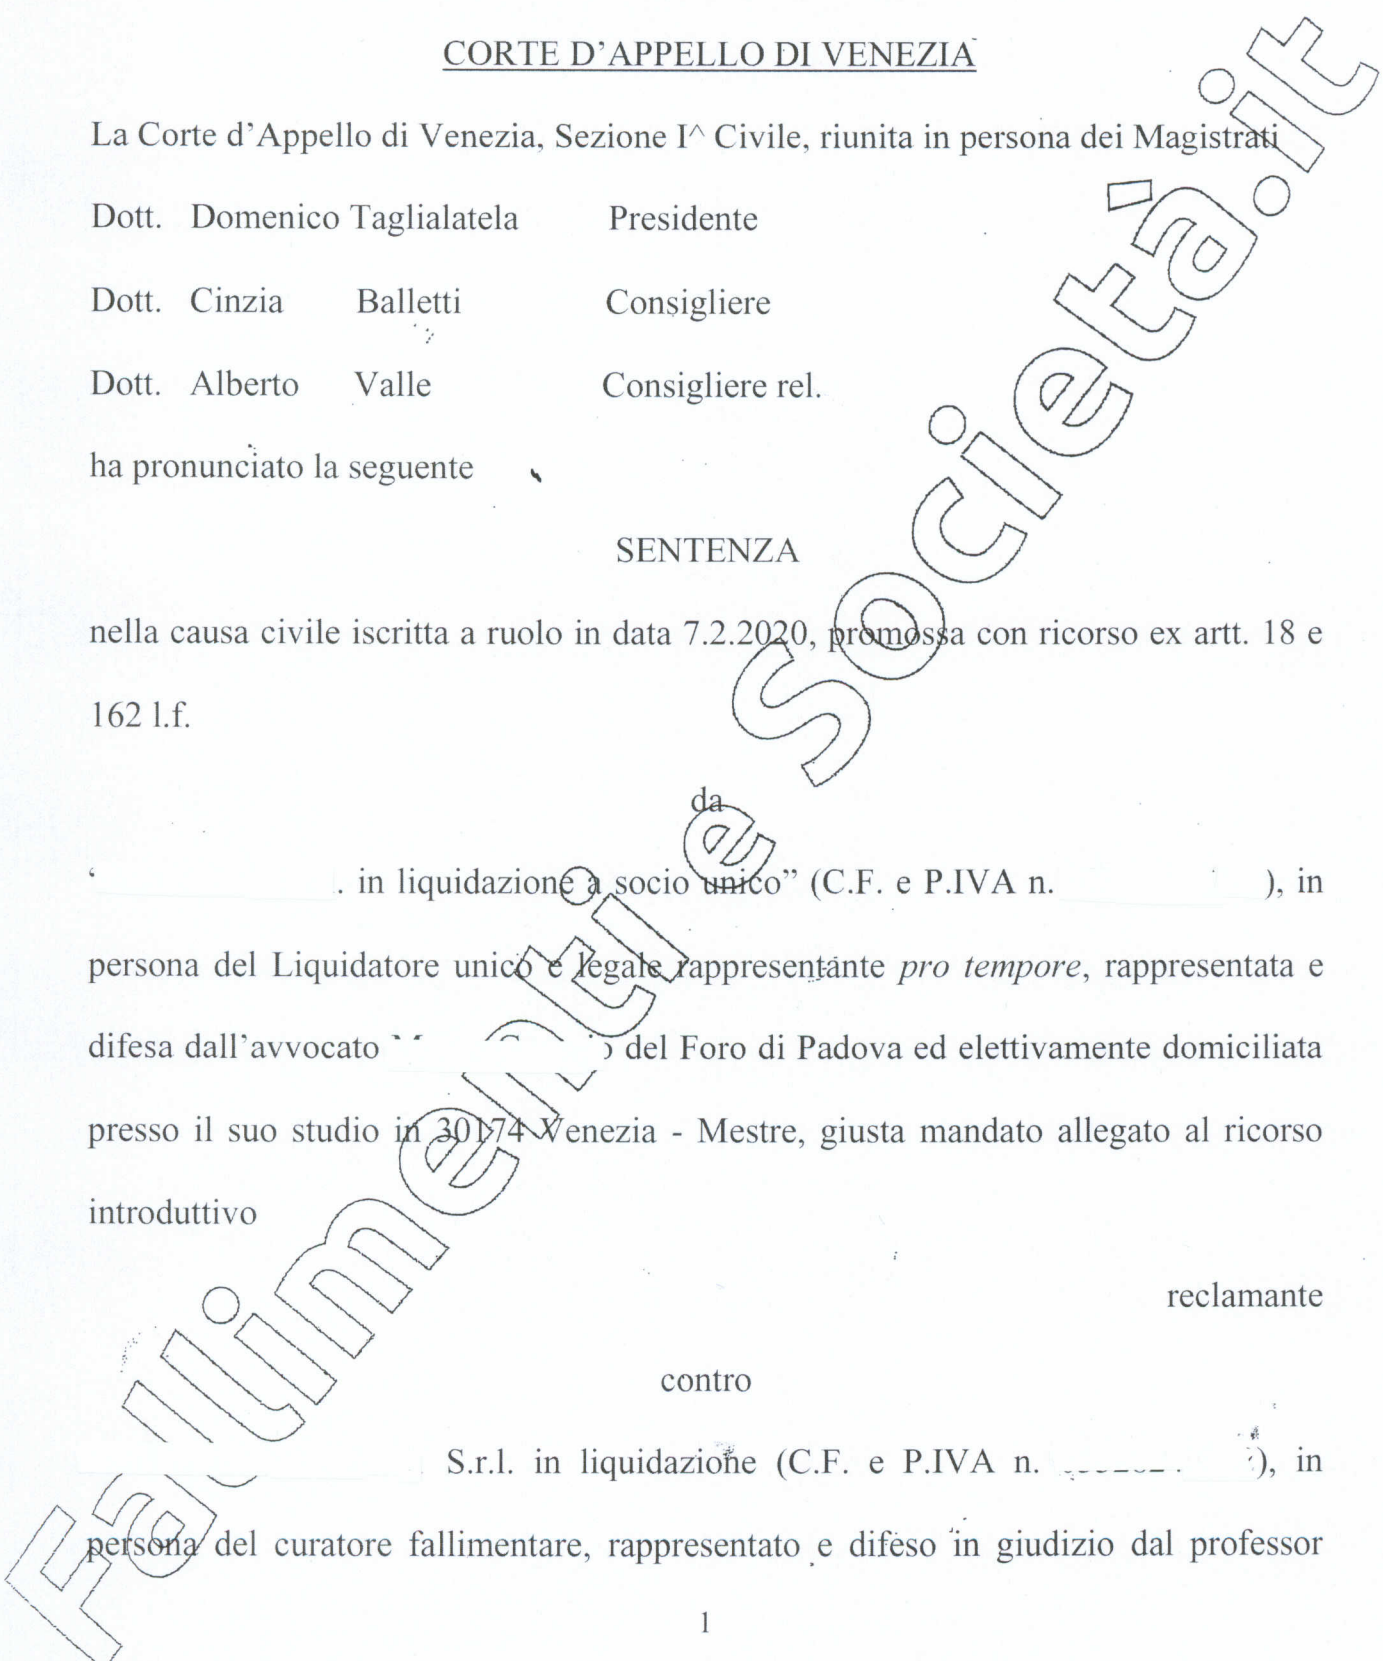 CORTE D'APPELLO DI VENEZIA
La Corte d'Appello di Venezia, Sezione I^ Civile, riunita in persona dei Magistrati
Dott. Domenico Taglialatela Presidente
Dott. Cinzia Balletti Consigliere
Dott. Alberto Valle Consigliere rel.
ha pronunciato la seguente
SENTENZA
nella causa civile iscritta a ruolo in data 7.2.2020, promossa con ricorso ex artt. 18 e
162 l.f.
da
‘ . in liquidazione a socio unico” (C.F. e P.IVA n. ), in
persona del Liquidatore unico e legale rappresentante pro tempore, rappresentata e
difesa dall'avvocato del Foro di Padova ed elettivamente domiciliata
presso il suo studio in 30174 Venezia - Mestre, giusta mandato allegato al ricorso
introduttivo
reclamante
contro
S.r.l. in liquidazione (C.F. e P.IVA n. ), in
persona del curatore fallimentare, rappresentato e difeso in giudizio dal professor
1
Fallimenti e Società.it